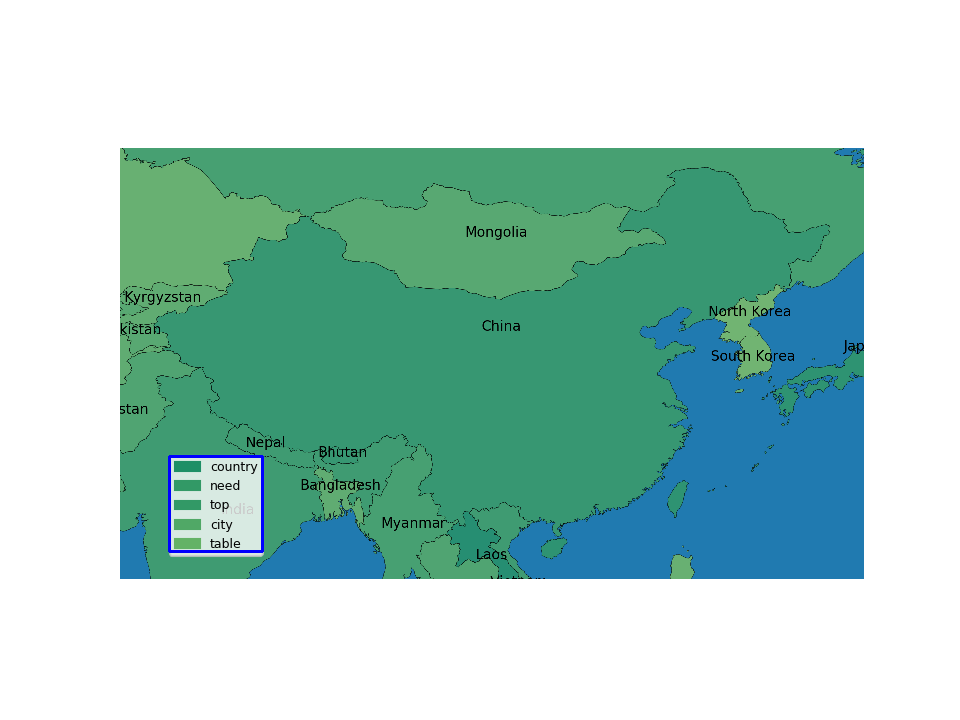 Mongolia
Kyrgyzstan
North Korea
China
kistan
Jap
South Korea
stan
Nepal
Bhutan
country
Bangladesh
need
top
India
city
Myanmar
table
Laos
Vietnam